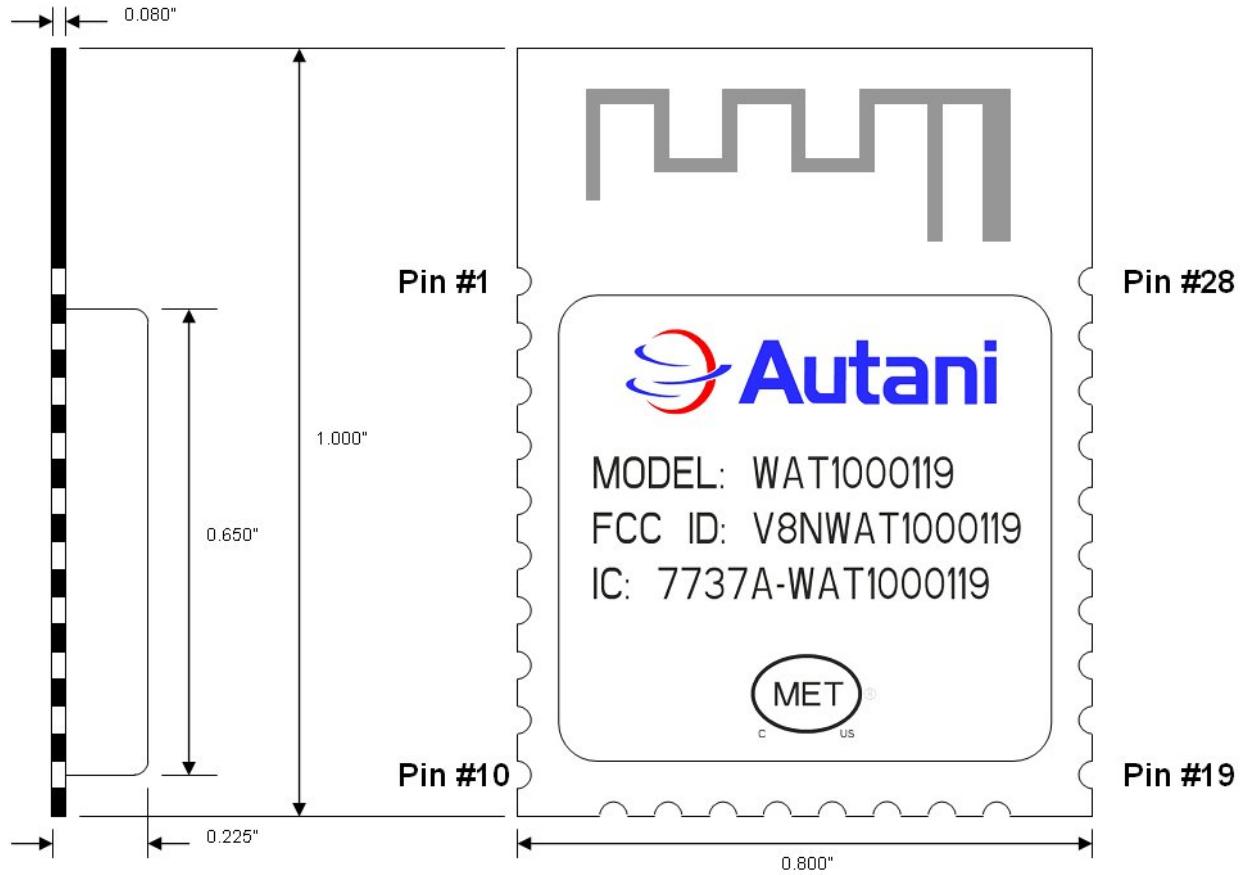 0.080"
Pin #1
Pin #28
Autani
1.000"
MODEL: WAT1000119
FCC ID: V8NWAT1000119
0.650"
IC: 7737A-WAT1000119
MET ®
C US
Pin #10
Pin #19
0.225"
0.800"